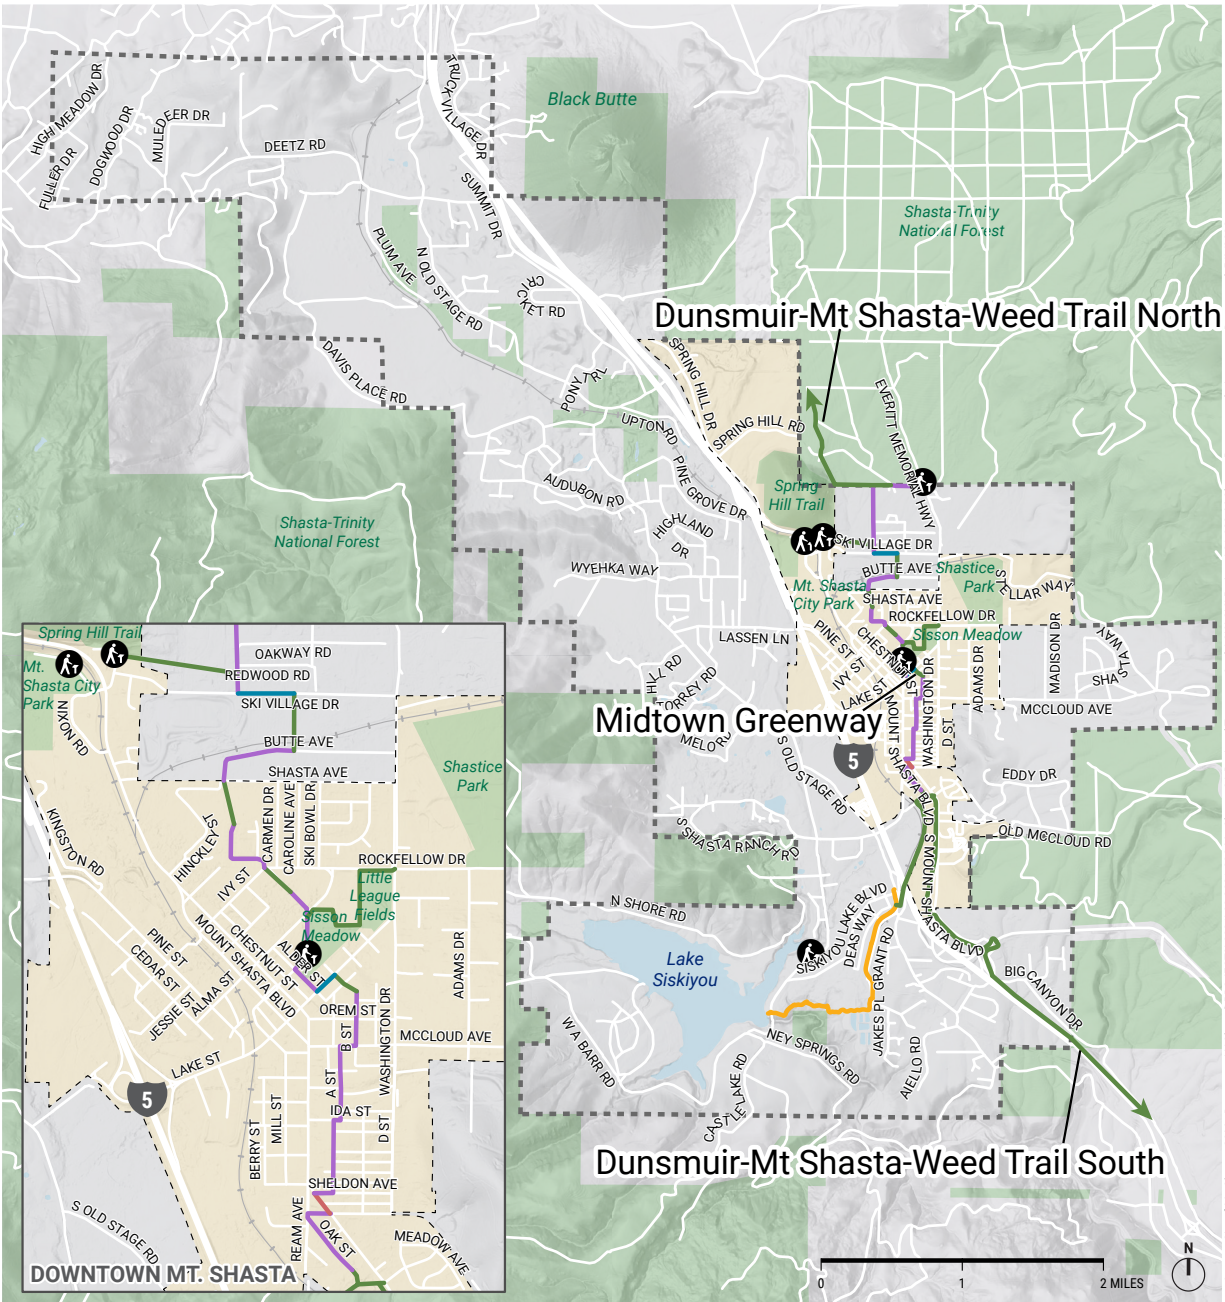 HIGH MEADOW DR
FULLER DR
DOGWOOD DR
MULEDEER DR
DEETZ RD
TRUCK VILLAGE DR
SUMMIT DR
Black Butte
Shasta-Trinity
National Forest
PLUM AVE
N OLD STAGE RD
CRICKET RD
Dunsmuir-Mt Shasta-Weed Trail North
DAVIS PLACE RD
PONY TRL
SPRING HILL DR
SPRING HILL RD
EVERITT MEMORIAL HWY
UPTON RD
PINE GROVE DR
AUDUBON RD
HIGHLAND
DR
Spring
Hill Trail
Shasta-Trinity
National Forest
SKI VILLAGE DR
WYEHKA WAY
BUTTE AVE
Shastice
Park
STELLAR WAY
Mt. Shasta
City Park
SHASTA AVE
ROCKFELLOW DR
Sisson Meadow
LASSEN LN
PINE ST
IVY ST
CHESTNUT ST
LAKE ST
HILL RD
TORREY RD
MELO RD
WASHINGTON DR
ADAMS DR
MADISON DR
SHASTA WAY
MCCLOUD AVE
D ST
Midtown Greenway
MOUNT SHASTA BLVD
5
S OLD STAGE RD
EDDY DR
OLD MCCLOUD RD
S SHASTA RANCH RD
S MOUNT SHASTA BLVD
N SHORE RD
SISKIYOU LAKE BLVD
DEAS WAY
Lake
Siskiyou
JAKES PL GRANT RD
BIG CANYON DR
W A BARR RD
NEY SPRINGS RD
CASTLE LAKE RD
AIELLO RD
Dunsmuir-Mt Shasta-Weed Trail South
0
1
2 MILES
N
Spring Hill Trail
Mt.
Shasta City
Park
OAKWAY RD
REDWOOD RD
SKI VILLAGE DR
NIXON RD
BUTTE AVE
SHASTA AVE
Shastice
Park
KINGSTON RD
HINCKLEY ST
CARMEN DR
CAROLINE AVE
SKI BOWL DR
ROCKFELLOW DR
IVY ST
Little
League
Fields
Sisson
Meadow
PINE ST
CEDAR ST
MOUNT SHASTA BLVD
CHESTNUT ST
ALDER ST
JESSIE ST
ALMA ST
ADAMS DR
OREM ST
B ST
WASHINGTON DR
MCCLOUD AVE
LAKE ST
5
A ST
IDA ST
MILL ST
BERRY ST
D ST
SHELDON AVE
REAM AVE
OAK ST
MEADOW AVE
S OLD STAGE RD
DOWNTOWN MT. SHASTA